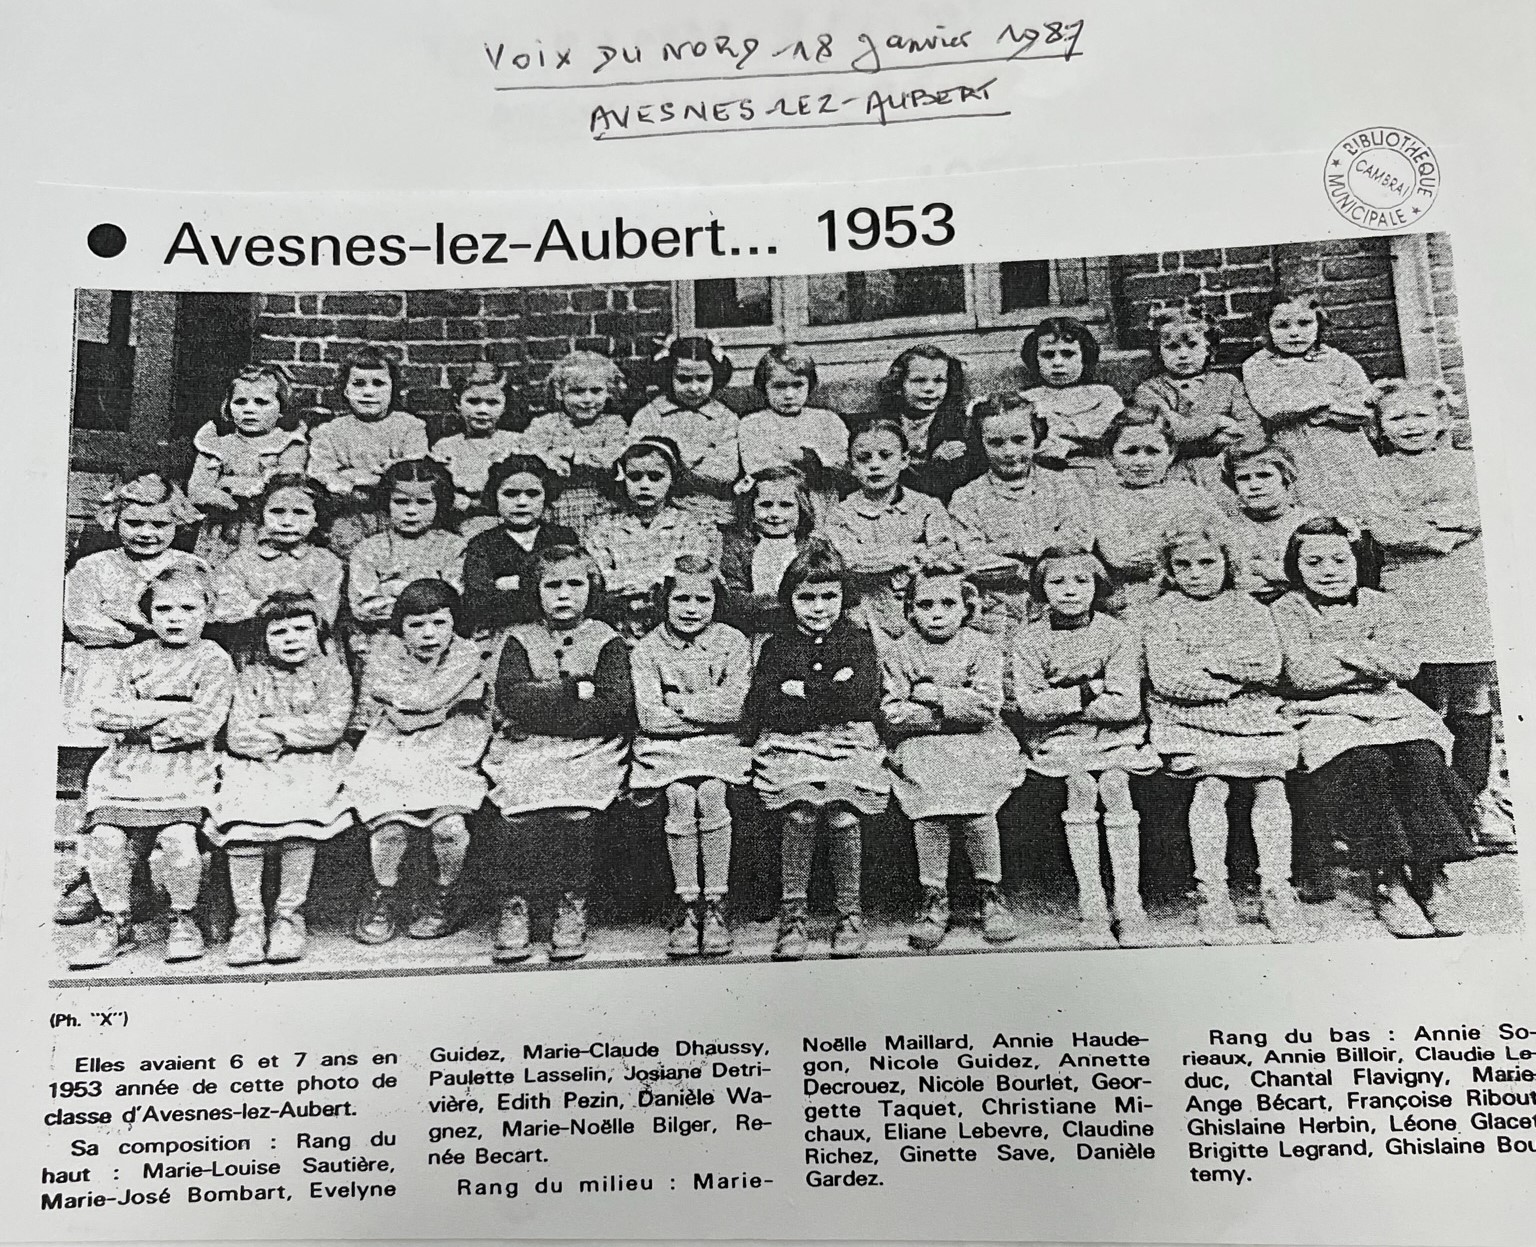 VOIX DU NORD - 18 Janvier 1987
AVESNES-LEZ-AUBERT
BIBLIOTHEQUE
CAMBRAI
MUNICIPALE
● Avesnes-lez-Aubert... 1953
(Ph. "X")
Elles avaient 6 et 7 ans en
1953 année de cette photo de
classe d'Avesnes-lez-Aubert.
Sa composition : Rang du
haut : Marie-Louise Sautière,
Marie-José Bombart, Evelyne
Guidez, Marie-Claude Dhaussy,
Paulette Lasselin, Josiane Detri-
vière, Edith Pezin, Danièle Wa-
gnez, Marie-Noëlle Bilger, Re-
née Becart.
Rang du milieu : Marie-
Noëlle Maillard, Annie Haude-
gon, Nicole Guidez, Annette
Decrouez, Nicole Bourlet, Geor-
gette Taquet, Christiane Mi-
chaux, Eliane Lebevre, Claudine
Richez, Ginette Save, Danièle
Gardez.
Rang du bas : Annie So-
rieaux, Annie Billoir, Claudie Le-
duc, Chantal Flavigny, Marie-
Ange Bécart, Françoise Ribout
Ghislaine Herbin, Léone Glacet
Brigitte Legrand, Ghislaine Bou
temy.